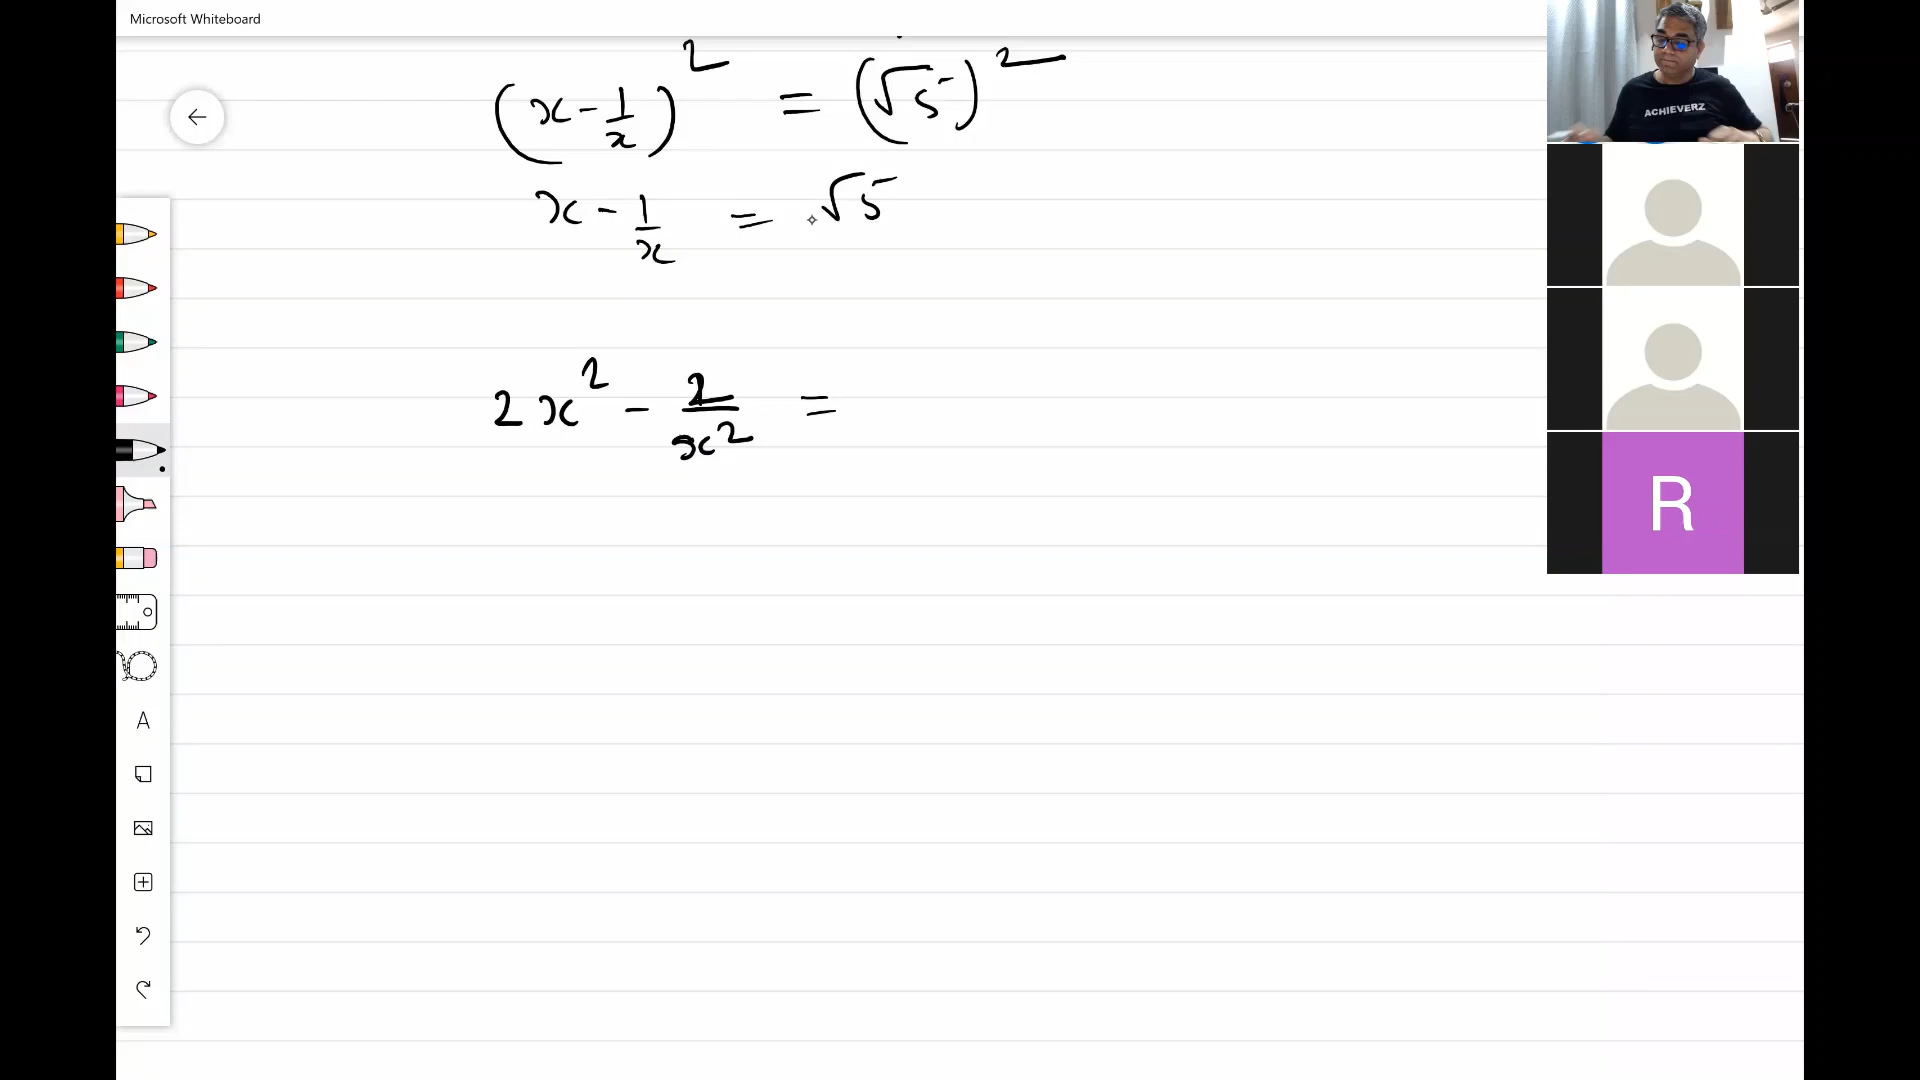 Microsoft Whiteboard
(x - 1/x)² = (√5)²
x - 1/x = √5
2x² - 2/x² =
ACHIEVERZ
R
A